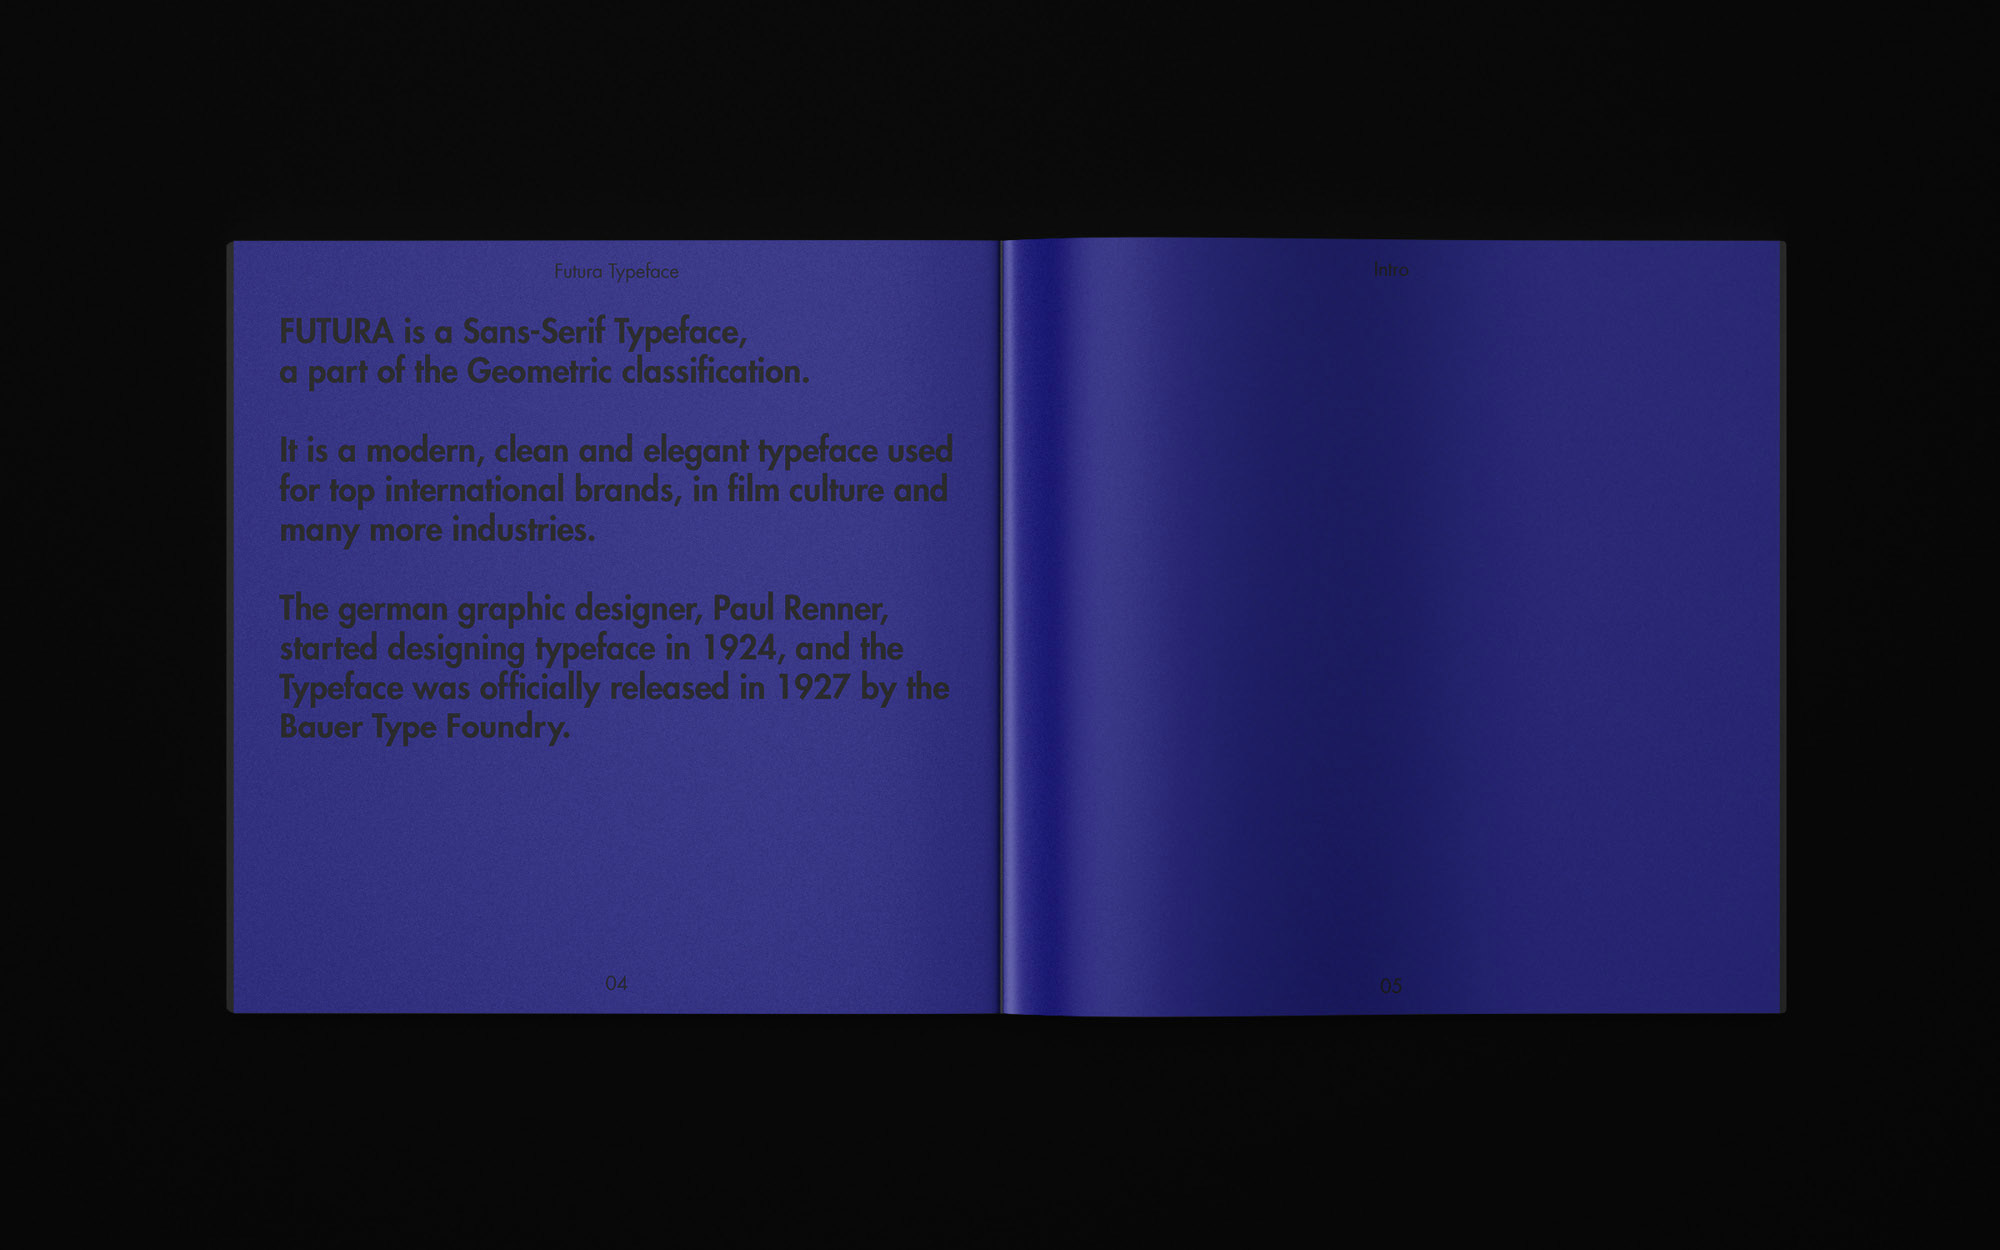 Futura Typeface
FUTURA is a Sans-Serif Typeface,
a part of the Geometric classification.
It is a modern, clean and elegant typeface used
for top international brands, in film culture and
many more industries.
The german graphic designer, Paul Renner,
started designing typeface in 1924, and the
Typeface was officially released in 1927 by the
Bauer Type Foundry.
04
Intro
05